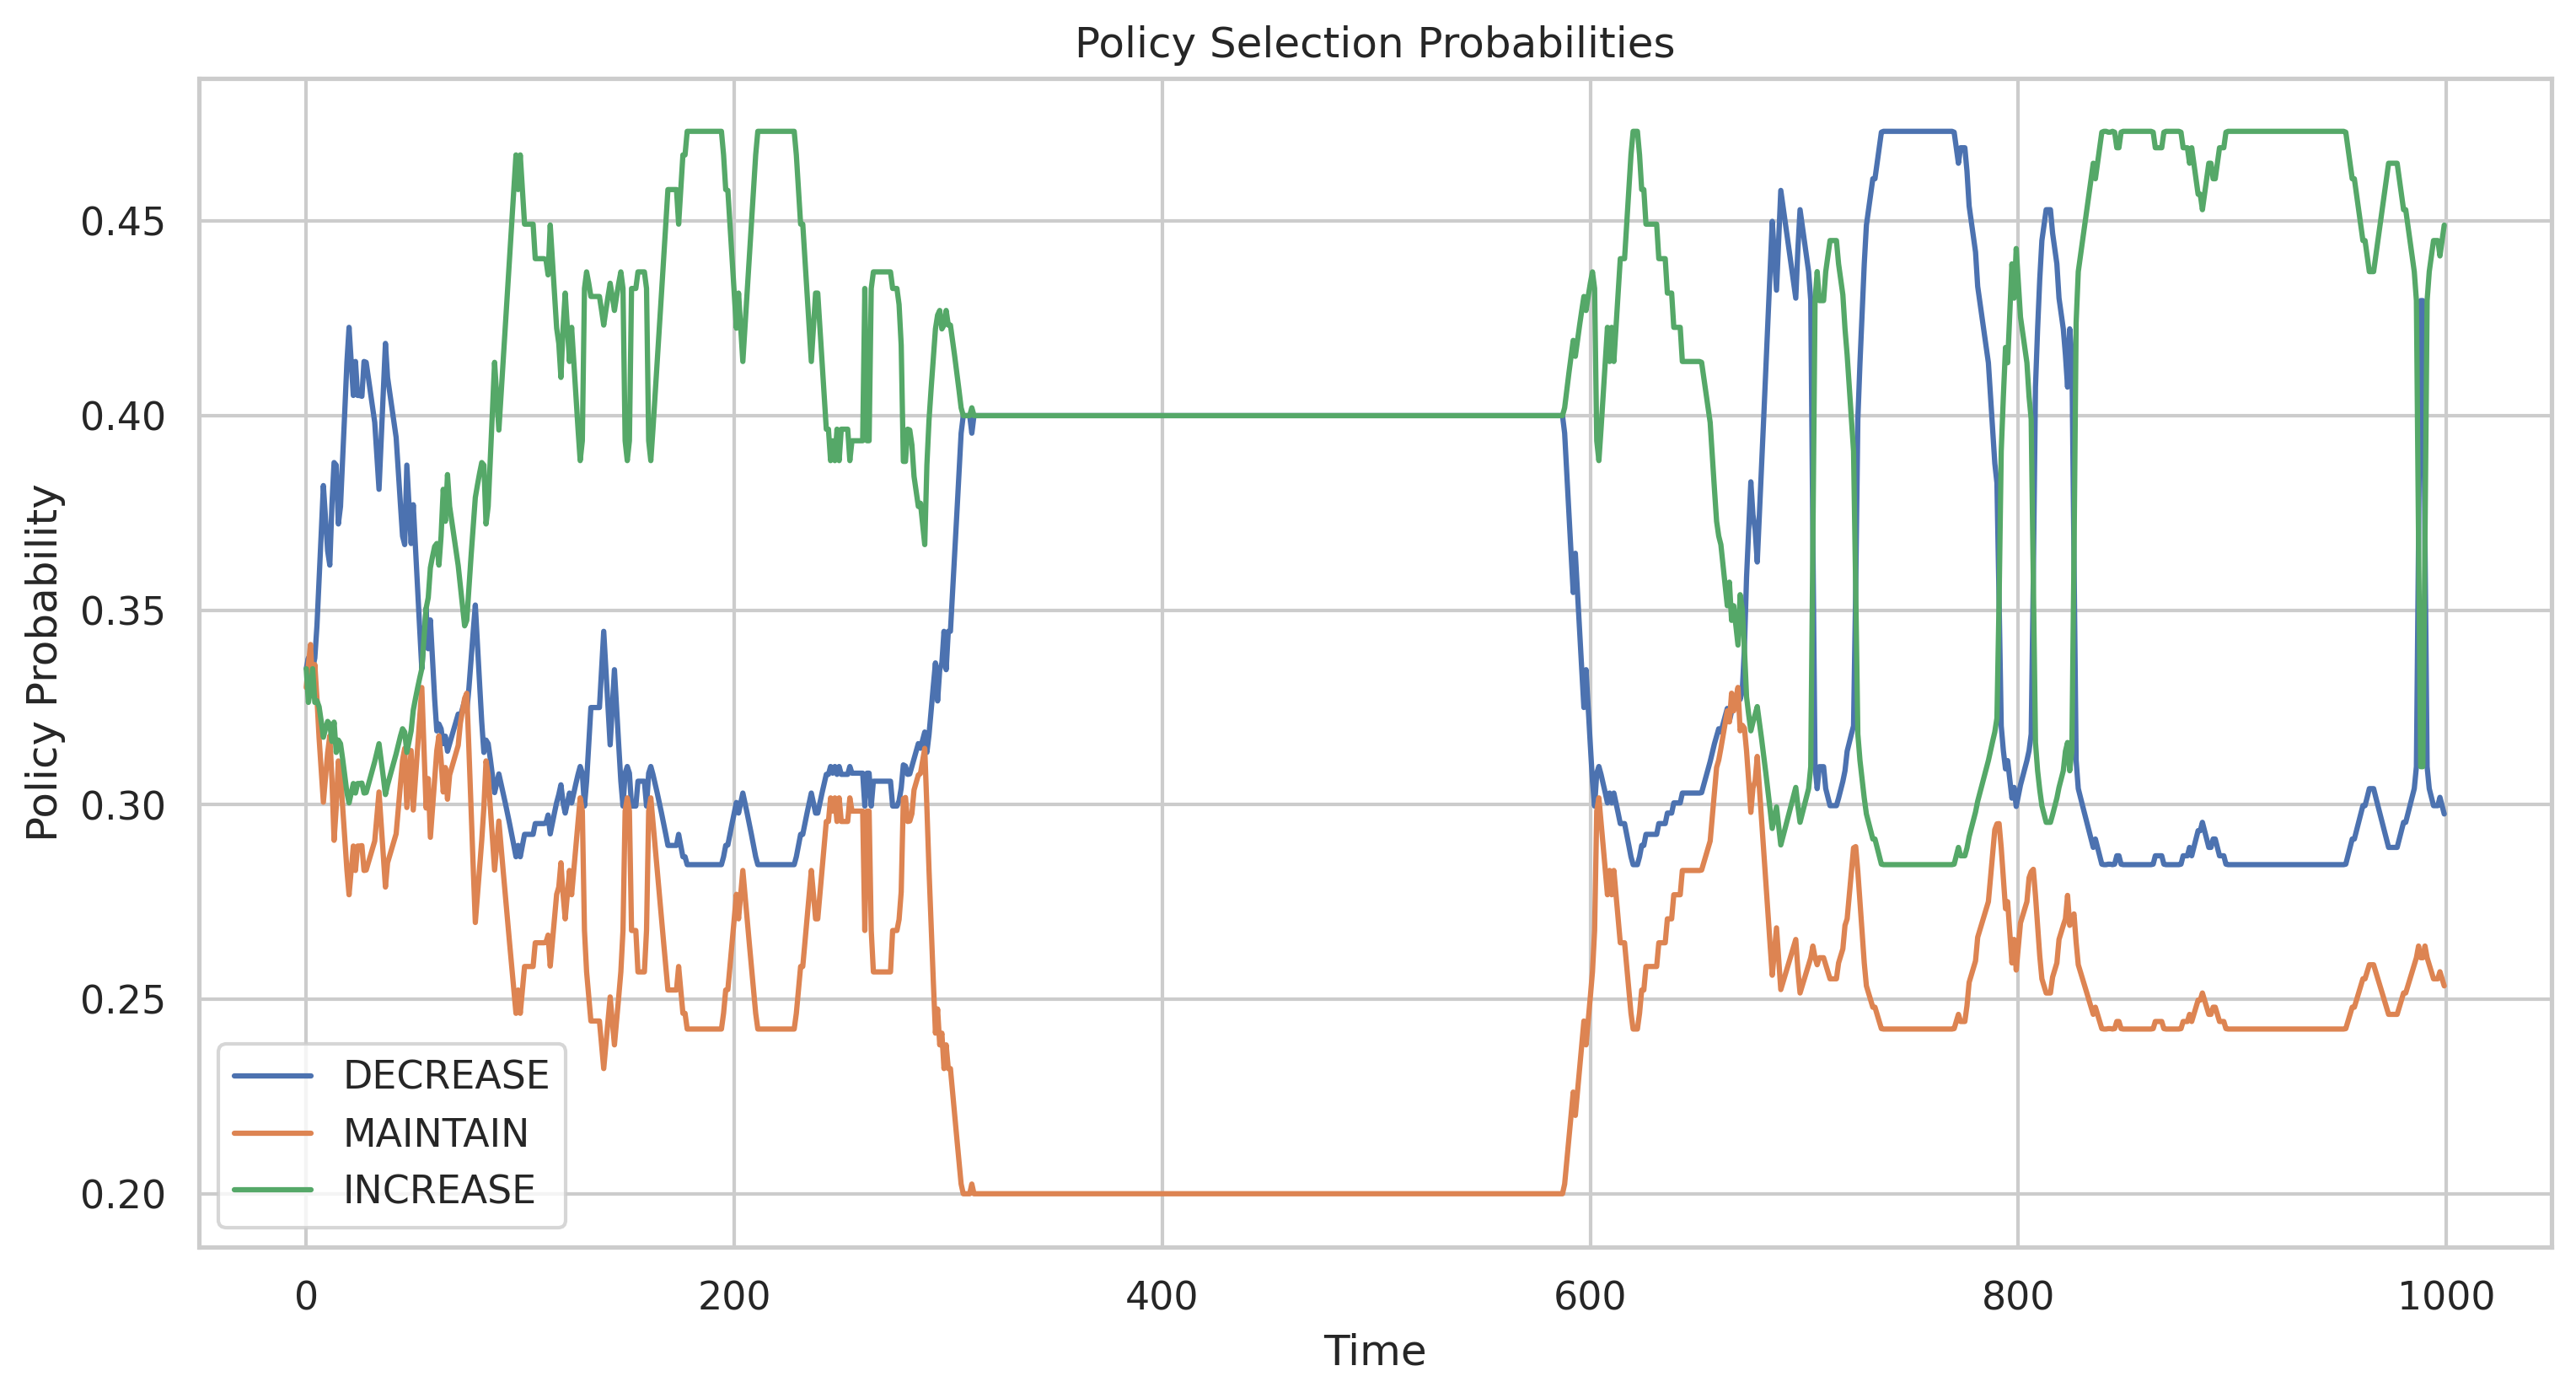 Policy Selection Probabilities
Policy Probability
0.45
0.40
0.35
0.30
0.25
0.20
DECREASE
MAINTAIN
INCREASE
0 200 400 600 800 1000
Time